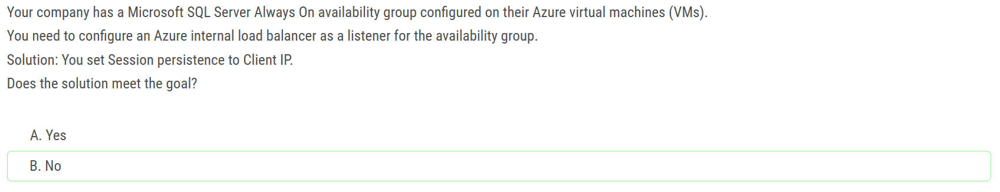 Your company has a Microsoft SQL Server Always On availability group configured on their Azure virtual machines (VMs).
You need to configure an Azure internal load balancer as a listener for the availability group.
Solution: You set Session persistence to Client IP.
Does the solution meet the goal?
A. Yes
B. No